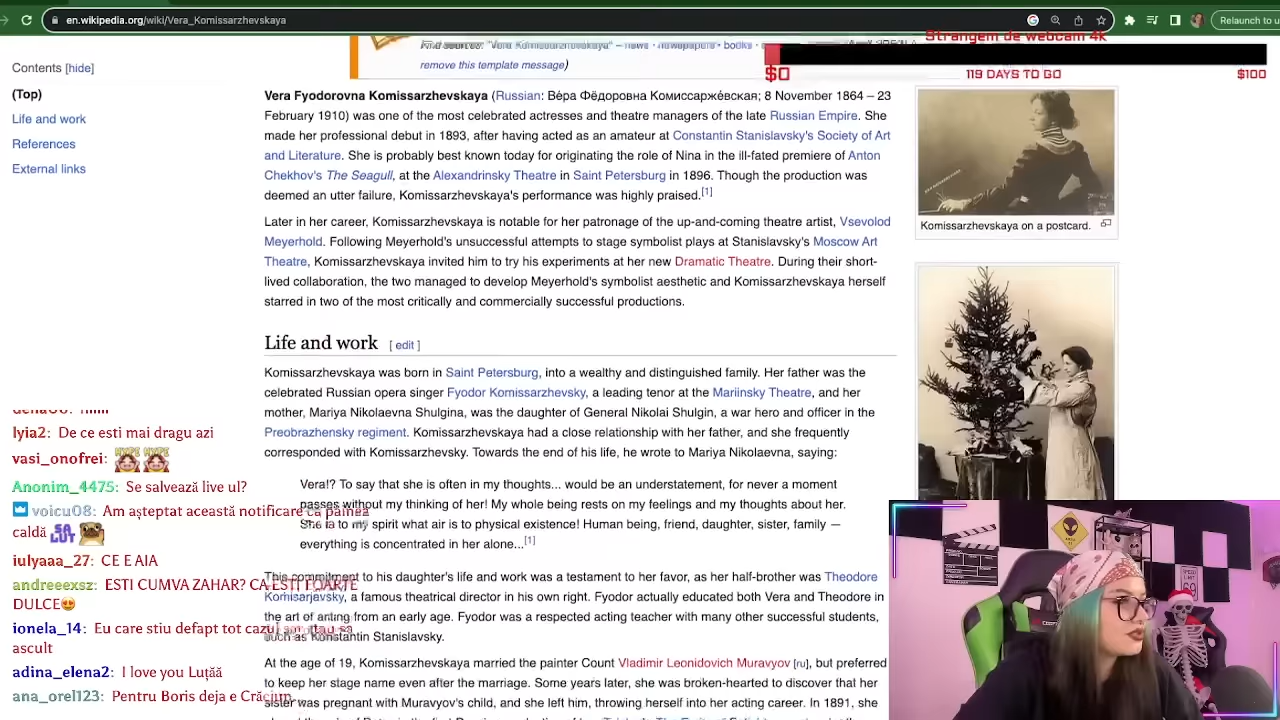 en.wikipedia.org/wiki/Vera_Komissarzhevskaya
Relaunch to u
Strangem de webcam 4k
$0
119 DAYS TO GO
$100
Contents [hide]
(Top)
Life and work
References
External links
remove this template message)
Vera Fyodorovna Komissarzhevskaya (Russian: Ве́ра Фёдоровна Комиссарже́вская; 8 November 1864 – 23
February 1910) was one of the most celebrated actresses and theatre managers of the late Russian Empire. She
made her professional debut in 1893, after having acted as an amateur at Constantin Stanislavsky's Society of Art
and Literature. She is probably best known today for originating the role of Nina in the ill-fated premiere of Anton
Chekhov's The Seagull, at the Alexandrinsky Theatre in Saint Petersburg in 1896. Though the production was
deemed an utter failure, Komissarzhevskaya's performance was highly praised.[1]
Later in her career, Komissarzhevskaya is notable for her patronage of the up-and-coming theatre artist, Vsevolod
Meyerhold. Following Meyerhold's unsuccessful attempts to stage symbolist plays at Stanislavsky's Moscow Art
Theatre, Komissarzhevskaya invited him to try his experiments at her new Dramatic Theatre. During their short-
lived collaboration, the two managed to develop Meyerhold's symbolist aesthetic and Komissarzhevskaya herself
starred in two of the most critically and commercially successful productions.
Komissarzhevskaya on a postcard.
Life and work [ edit ]
Komissarzhevskaya was born in Saint Petersburg, into a wealthy and distinguished family. Her father was the
celebrated Russian opera singer Fyodor Komissarzhevsky, a leading tenor at the Mariinsky Theatre, and her
mother, Mariya Nikolaevna Shulgina, was the daughter of General Nikolai Shulgin, a war hero and officer in the
Preobrazhensky regiment. Komissarzhevskaya had a close relationship with her father, and she frequently
corresponded with Komissarzhevsky. Towards the end of his life, he wrote to Mariya Nikolaevna, saying:
Vera!? To say that she is often in my thoughts... would be an understatement, for never a moment
passes without my thinking of her! My whole being rests on my feelings and my thoughts about her.
She is to my spirit what air is to physical existence! Human being, friend, daughter, sister, family —
everything is concentrated in her alone...[1]
This commitment to his daughter's life and work was a testament to her favor, as her half-brother was Theodore
Komisarjevsky, a famous theatrical director in his own right. Fyodor actually educated both Vera and Theodore in
the art of acting from an early age. Fyodor was a respected acting teacher with many other successful students,
such as Konstantin Stanislavsky.
At the age of 19, Komissarzhevskaya married the painter Count Vladimir Leonidovich Muravyov [ru], but preferred
to keep her stage name even after the marriage. Some years later, she was broken-hearted to discover that her
sister was pregnant with Muravyov's child, and she left him, throwing herself into her acting career. In 1891, she
lyia2: De ce esti mai dragu azi
vasi_onofrei: HYPE HYPE
Anonim_4475: Se salvează live ul?
voicu08: Am așteptat această notificare ca painea
caldă SA LUT
iulyaaa_27: CE E AIA
andreeexsz: ESTI CUMVA ZAHAR? CA ESTI FOARTE
DULCE😍
ionela_14: Eu care stiu defapt tot cazul
ascult
adina_elena2: I love you Luțăă
ana_orel123: Pentru Boris deja e Crăciun